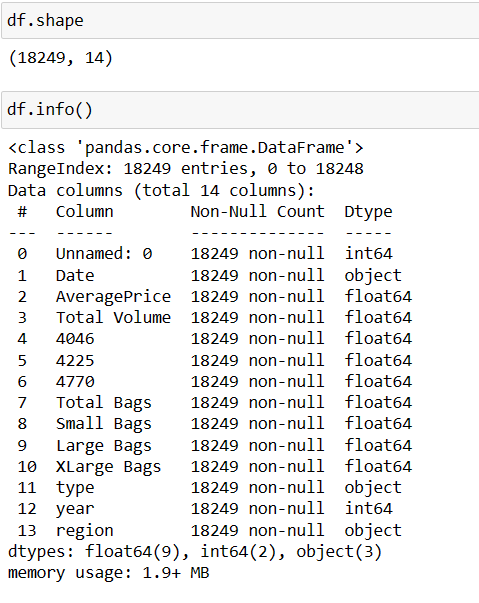 df.shape
(18249, 14)
df.info()
<class 'pandas.core.frame.DataFrame'>
RangeIndex: 18249 entries, 0 to 18248
Data columns (total 14 columns):
 #   Column        Non-Null Count  Dtype
---  ------        --------------  -----
 0   Unnamed: 0    18249 non-null  int64
 1   Date          18249 non-null  object
 2   AveragePrice  18249 non-null  float64
 3   Total Volume  18249 non-null  float64
 4   4046          18249 non-null  float64
 5   4225          18249 non-null  float64
 6   4770          18249 non-null  float64
 7   Total Bags    18249 non-null  float64
 8   Small Bags    18249 non-null  float64
 9   Large Bags    18249 non-null  float64
 10  XLarge Bags   18249 non-null  float64
 11  type          18249 non-null  object
 12  year          18249 non-null  int64
 13  region        18249 non-null  object
dtypes: float64(9), int64(2), object(3)
memory usage: 1.9+ MB